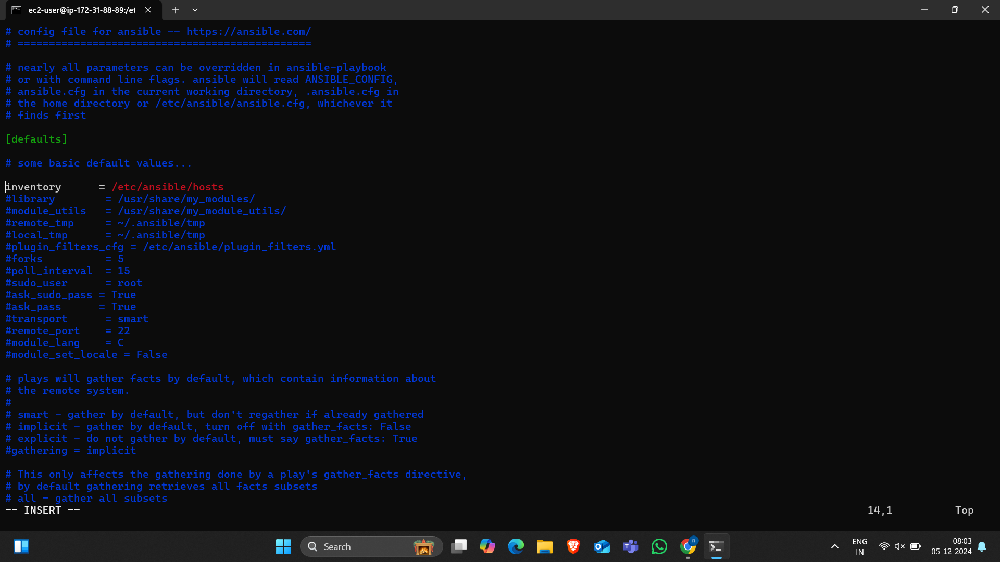 ec2-user@ip-172-31-88-89:/et
# config file for ansible -- https://ansible.com/
# ===============================================
# nearly all parameters can be overridden in ansible-playbook
# or with command line flags. ansible will read ANSIBLE_CONFIG,
# ansible.cfg in the current working directory, .ansible.cfg in
# the home directory or /etc/ansible/ansible.cfg, whichever it
# finds first
[defaults]
# some basic default values...
inventory      = /etc/ansible/hosts
#library        = /usr/share/my_modules/
#module_utils   = /usr/share/my_module_utils/
#remote_tmp     = ~/.ansible/tmp
#local_tmp      = ~/.ansible/tmp
#plugin_filters_cfg = /etc/ansible/plugin_filters.yml
#forks          = 5
#poll_interval  = 15
#sudo_user      = root
#ask_sudo_pass = True
#ask_pass      = True
#transport      = smart
#remote_port    = 22
#module_lang    = C
#module_set_locale = False
# plays will gather facts by default, which contain information about
# the remote system.
#
# smart - gather by default, but don't regather if already gathered
# implicit - gather by default, turn off with gather_facts: False
# explicit - do not gather by default, must say gather_facts: True
#gathering = implicit
# This only affects the gathering done by a play's gather_facts directive,
# by default gathering retrieves all facts subsets
# all - gather all subsets
-- INSERT -- 14,1 Top
Search
ENG
IN
08:03
05-12-2024